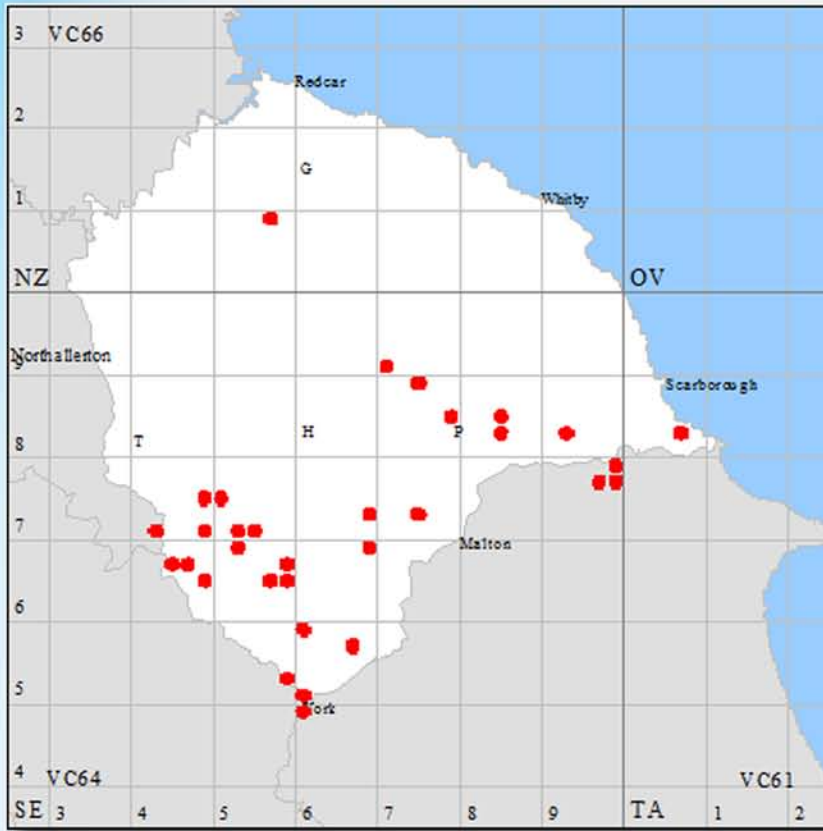 3 VC66
Redcar
2
G
1
Whitby
NZ OV
Northallerton
9
Scarborough
T H P
8
7
Malton
6
5
York
4 VC64 VC61
SE 3 4 5 6 7 8 9 TA 1 2